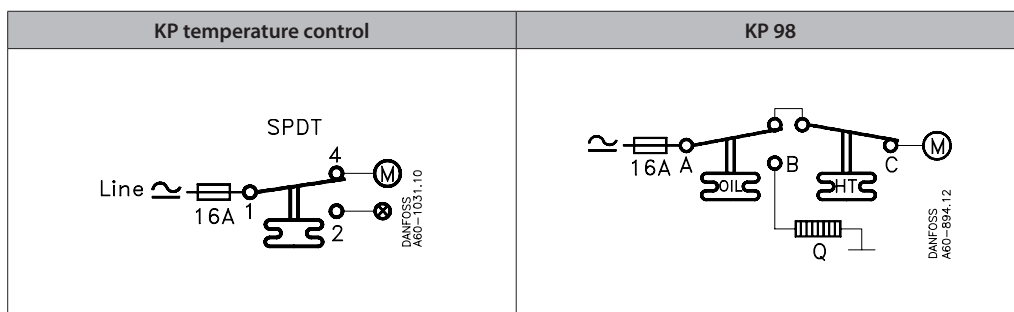 KP temperature control
KP 98
SPDT
Line
16A
1
4
M
2
DANFOSS
A60-1031.10
16A
A
OIL
B
HT
C
M
Q
DANFOSS
A60-894.12